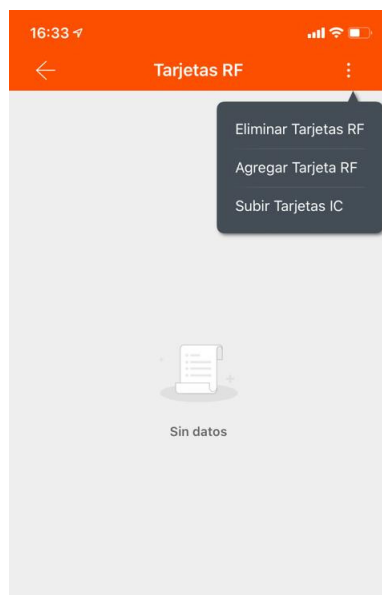 16:33
Tarjetas RF
Eliminar Tarjetas RF
Agregar Tarjeta RF
Subir Tarjetas IC
Sin datos